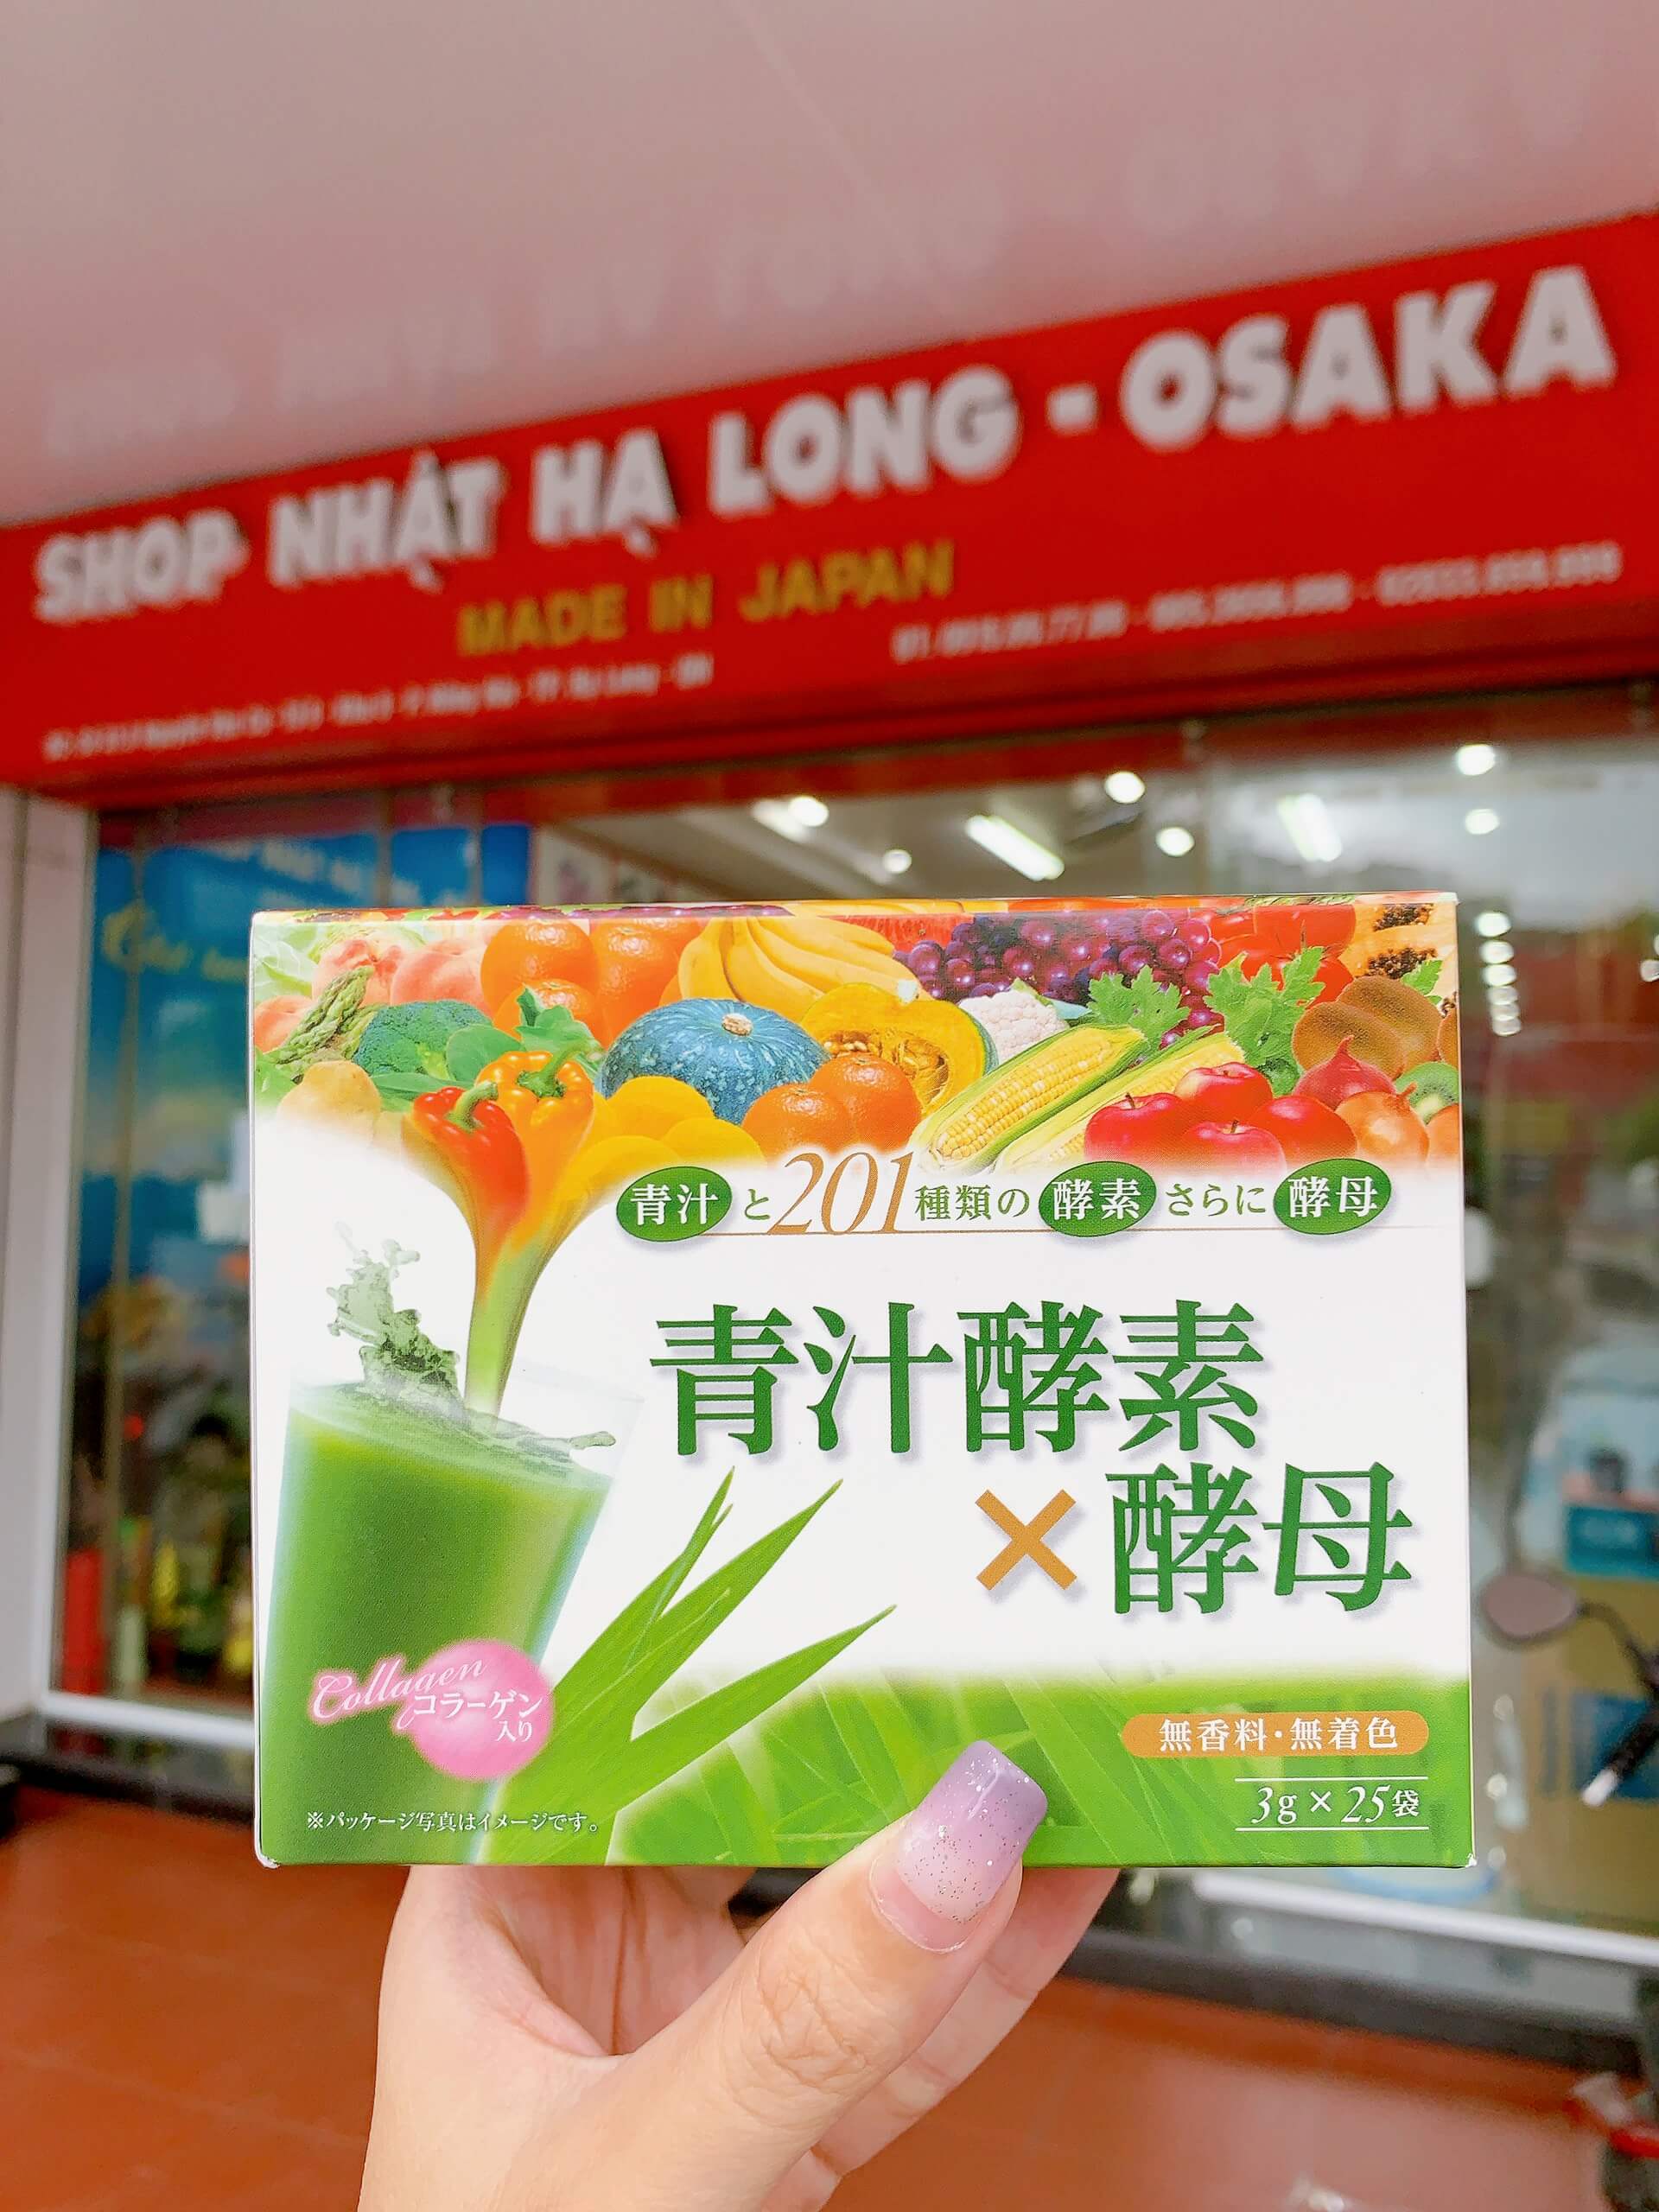 SHOP NHẬT HẠ LONG - OSAKA
MADE IN JAPAN
青汁と201種類の酵素さらに酵母
青汁酵素
×酵母
Collagen
コラーゲン
入り
無香料・無着色
3g×25袋
※パッケージ写真はイメージです。